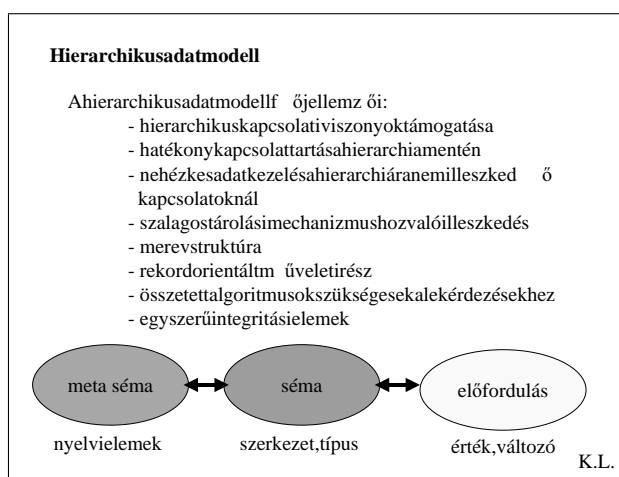 Hierarchikusadatmodell
Ahierarchikusadatmodellf őjellemz ői:
- hierarchikuskapcsolativiszonyoktámogatása
- hatékonykapcsolattartásahierarchiamentén
- nehézkesadatkezelésahierarchiáranemilleszked ő
kapcsolatoknál
- szalagostárolásimechanizmushozvalóilleszkedés
- merevstruktúra
- rekordorientáltm űveletirész
- összetettalgoritmusokszükségesekalekérdezésekhez
- egyszerűintegritásielemek
meta séma séma előfordulás
nyelvielemek szerkezet,típus érték,változó
K.L.